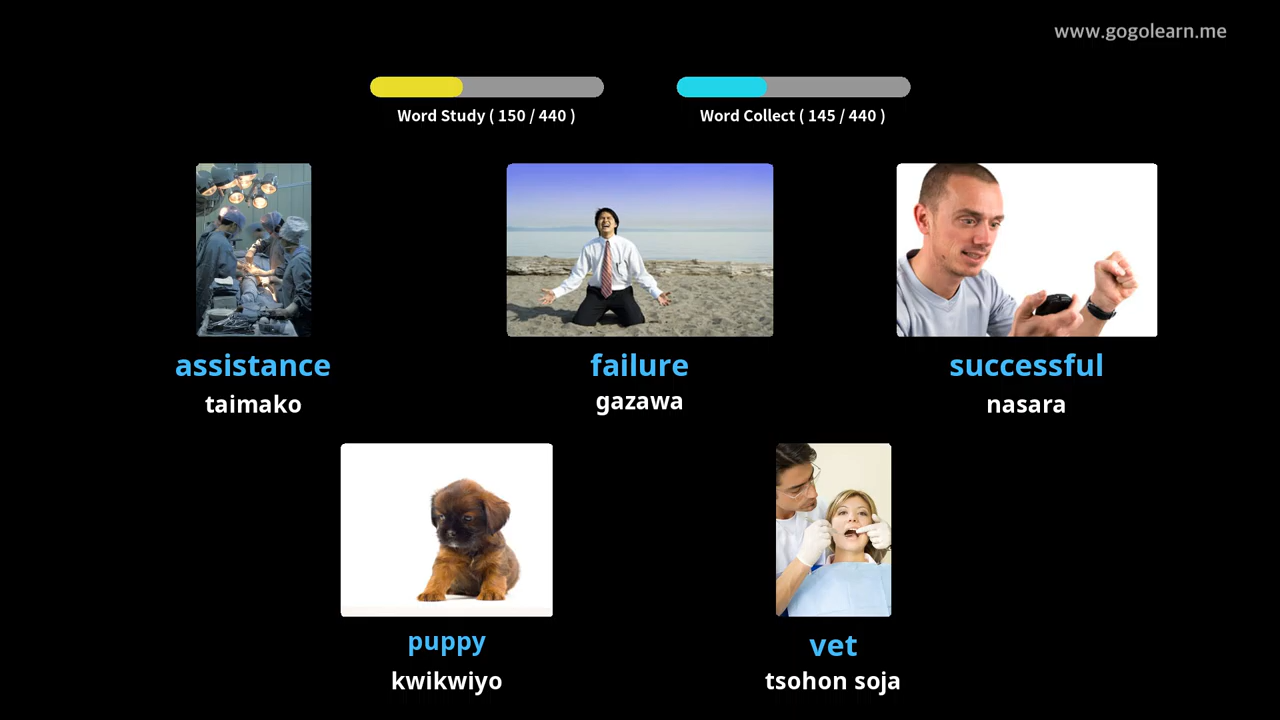 www.gogolearn.me
Word Study ( 150 / 440 )
Word Collect ( 145 / 440 )
assistance
taimako
failure
gazawa
successful
nasara
puppy
kwikwiyo
vet
tsohon soja